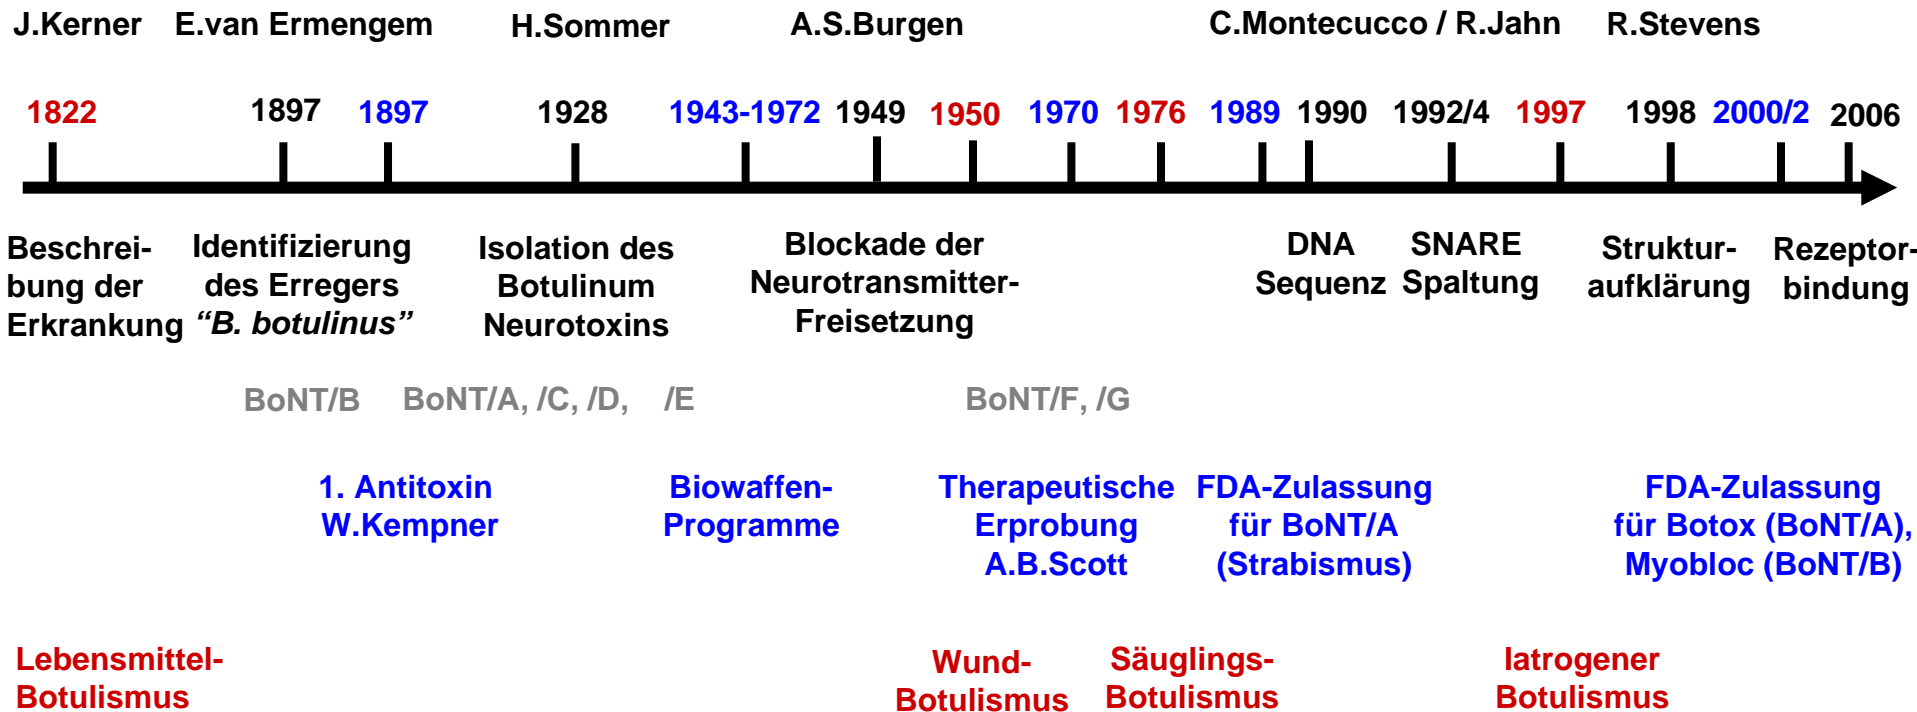 J.Kerner E.van Ermengem H.Sommer A.S.Burgen C.Montecucco / R.Jahn R.Stevens
1822 1897 1897 1928 1943-1972 1949 1950 1970 1976 1989 1990 1992/4 1997 1998 2000/2 2006
Beschrei- Identifizierung Isolation des Blockade der DNA SNARE Struktur- Rezeptor-
bung der des Erregers Botulinum Neurotransmitter- Sequenz Spaltung aufklärung bindung
Erkrankung “B. botulinus” Neurotoxins Freisetzung
BoNT/B BoNT/A, /C, /D, /E BoNT/F, /G
1. Antitoxin Biowaffen- Therapeutische FDA-Zulassung FDA-Zulassung
W.Kempner Programme Erprobung für BoNT/A für Botox (BoNT/A),
A.B.Scott (Strabismus) Myobloc (BoNT/B)
Lebensmittel- Wund- Säuglings- Iatrogener
Botulismus Botulismus Botulismus Botulismus